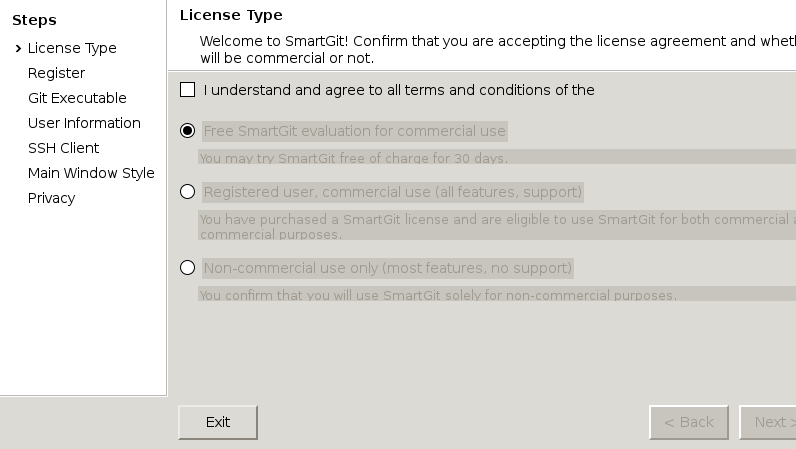 Steps
License Type
Register
Git Executable
User Information
SSH Client
Main Window Style
Privacy
License Type
Welcome to SmartGit! Confirm that you are accepting the license agreement and
will be commercial or not.
I understand and agree to all terms and conditions of the
Free SmartGit evaluation for commercial use
You may try SmartGit free of charge for 30 days.
Registered user, commercial use (all features, support)
You have purchased a SmartGit license and are eligible to use SmartGit for both commercial
commercial purposes.
Non-commercial use only (most features, no support)
You confirm that you will use SmartGit solely for non-commercial purposes.
Exit
< Back
Next >